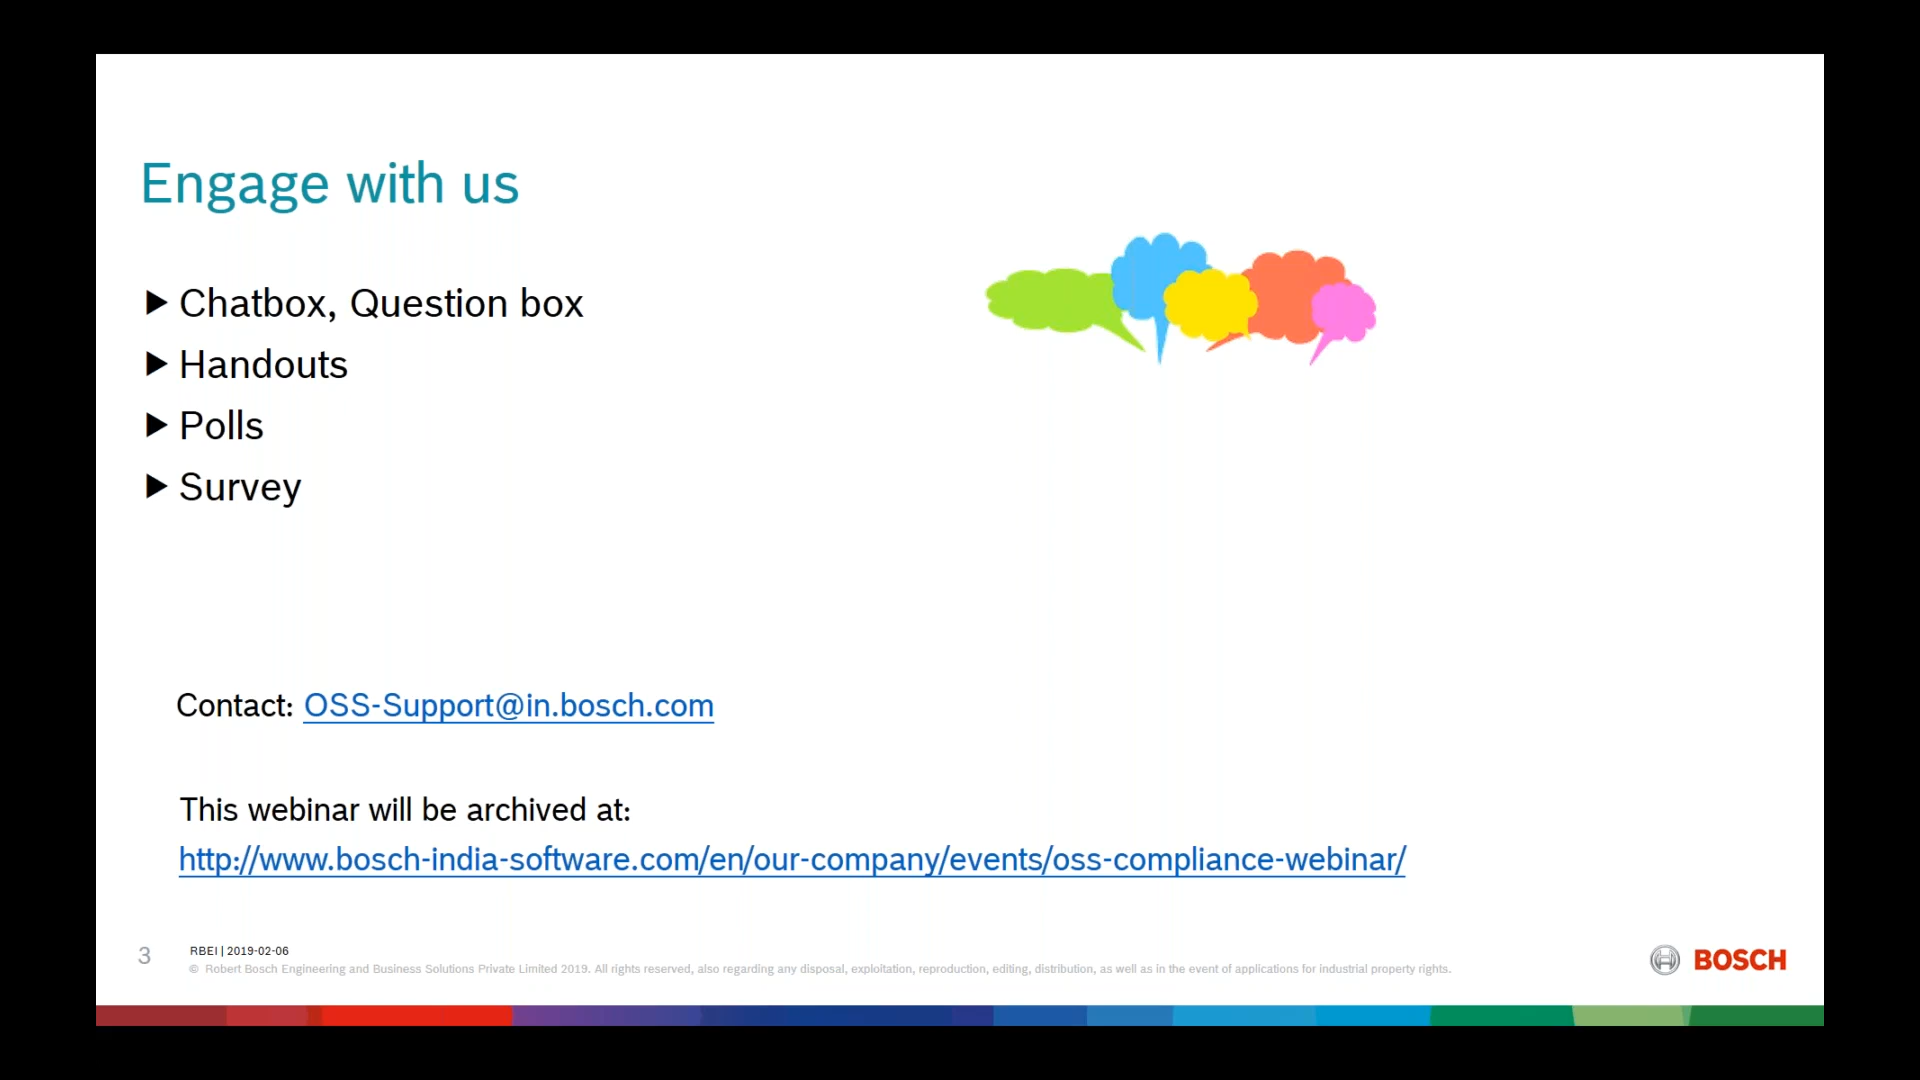 Engage with us
▶ Chatbox, Question box
▶ Handouts
▶ Polls
▶ Survey
Contact: OSS-Support@in.bosch.com
This webinar will be archived at:
http://www.bosch-india-software.com/en/our-company/events/oss-compliance-webinar/
3
RBEI | 2019-02-06
© Robert Bosch Engineering and Business Solutions Private Limited 2019. All rights reserved, also regarding any disposal, exploitation, reproduction, editing, distribution, as well as in the event of applications for industrial property rights.
BOSCH